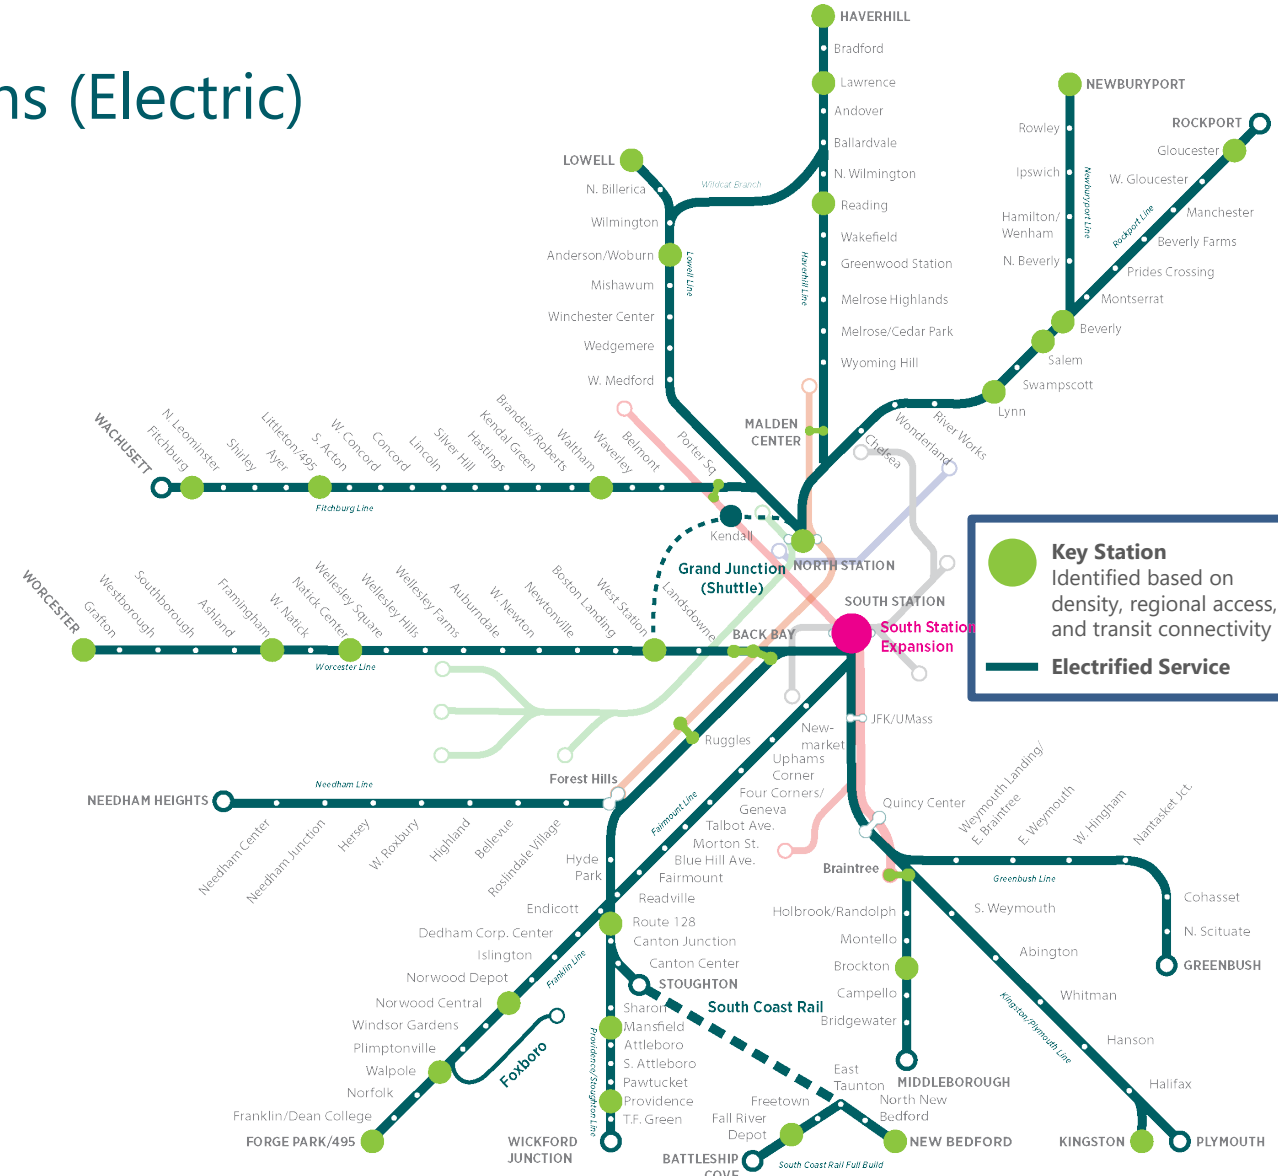 ns (Electric)
HAVERHILL
Bradford
Lawrence
Andover
Ballardvale
N. Wilmington
Reading
Wakefield
Greenwood Station
Melrose Highlands
Melrose/Cedar Park
Wyoming Hill
MALDEN
CENTER
Haverhill Line
Wildcat Branch
LOWELL
N. Billerica
Wilmington
Anderson/Woburn
Mishawum
Winchester Center
Wedgemere
W. Medford
Lowell Line
NEWBURYPORT
Rowley
Ipswich
Hamilton/
Wenham
N. Beverly
Newburyport Line
ROCKPORT
Gloucester
W. Gloucester
Manchester
Beverly Farms
Prides Crossing
Montserrat
Rockport Line
Beverly
Salem
Swampscott
Lynn
River Works
Wonderland
Chelsea
WACHUSETT
Fitchburg
N. Leominster
Shirley
Ayer
Littleton/495
S. Acton
W. Concord
Concord
Lincoln
Silver Hill
Hastings
Kendal Green
Brandeis/Roberts
Waltham
Waverley
Belmont
Porter Sq
Fitchburg Line
Kendall
Grand Junction
(Shuttle)
NORTH STATION
SOUTH STATION
South Station
Expansion
Key Station
Identified based on
density, regional access,
and transit connectivity
Electrified Service
WORCESTER
Grafton
Westborough
Southborough
Ashland
Framingham
W. Natick
Natick Center
Wellesley Square
Wellesley Hills
Wellesley Farms
Auburndale
W. Newton
Newtonville
Boston Landing
West Station
Landsdowne
BACK BAY
Worcester Line
Ruggles
Forest Hills
NEEDHAM HEIGHTS
Needham Line
Needham Center
Needham Junction
Hersey
W. Roxbury
Highland
Bellevue
Roslindale Village
Hyde
Park
New-
market
Uphams
Corner
Four Corners/
Geneva
Talbot Ave.
Morton St.
Blue Hill Ave.
Fairmount
Fairmount Line
Readville
JFK/UMass
Quincy Center
Braintree
Weymouth Landing/
E. Braintree
E. Weymouth
W. Hingham
Nantasket Jct.
Greenbush Line
Cohasset
N. Scituate
GREENBUSH
Endicott
Dedham Corp. Center
Islington
Norwood Depot
Norwood Central
Windsor Gardens
Plimptonville
Walpole
Norfolk
Franklin/Dean College
FORGE PARK/495
Franklin Line
Foxboro
Route 128
Canton Junction
Canton Center
STOUGHTON
Sharon
Mansfield
Attleboro
S. Attleboro
Pawtucket
Providence
T.F. Green
WICKFORD
JUNCTION
Providence/Stoughton Line
South Coast Rail
Holbrook/Randolph
Montello
Brockton
Campello
Bridgewater
MIDDLEBOROUGH
S. Weymouth
Abington
Whitman
Hanson
Halifax
Kingston/Plymouth Line
KINGSTON
PLYMOUTH
East
Taunton
North New
Bedford
NEW BEDFORD
Freetown
Fall River
Depot
BATTLESHIP
COVE
South Coast Rail Full Build